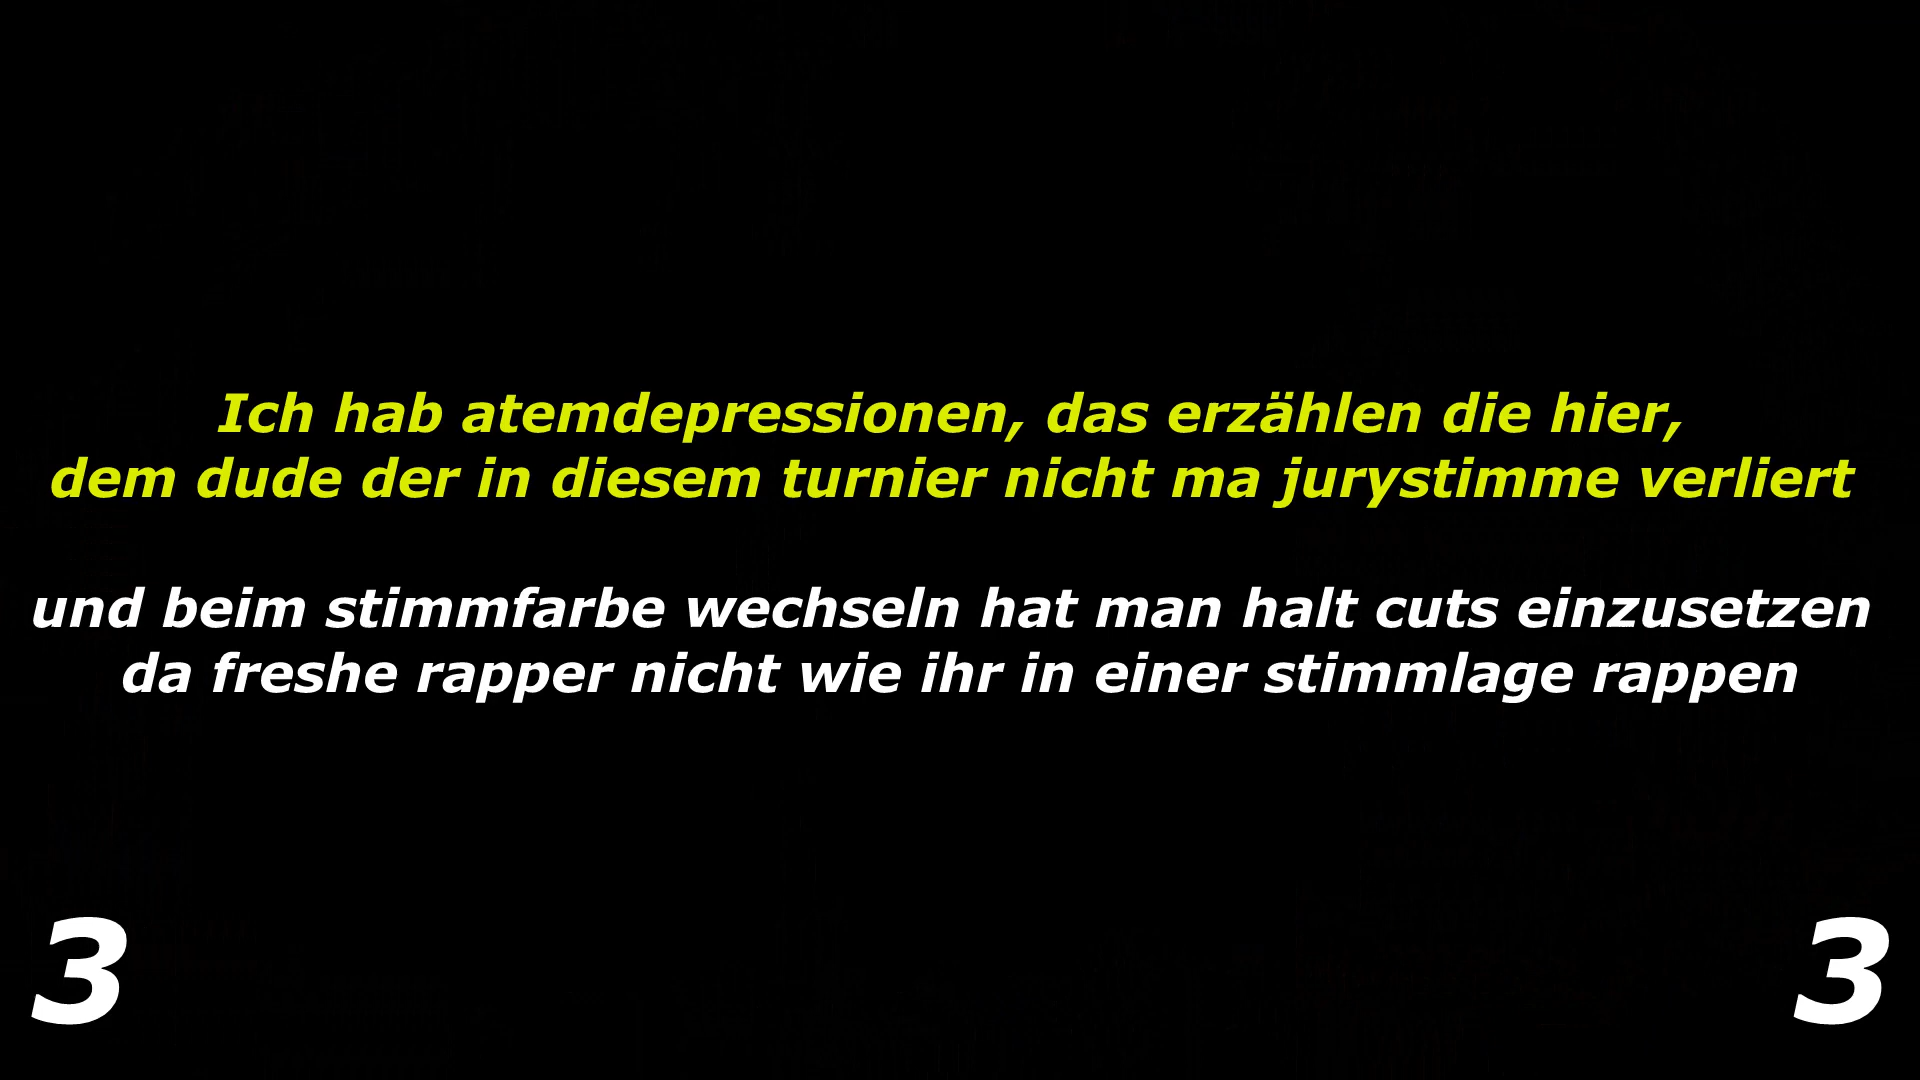 Ich hab atemdepressionen, das erzählen die hier,
dem dude der in diesem turnier nicht ma jurystimme verliert
und beim stimmfarbe wechseln hat man halt cuts einzusetzen
da freshe rapper nicht wie ihr in einer stimmlage rappen
3
3